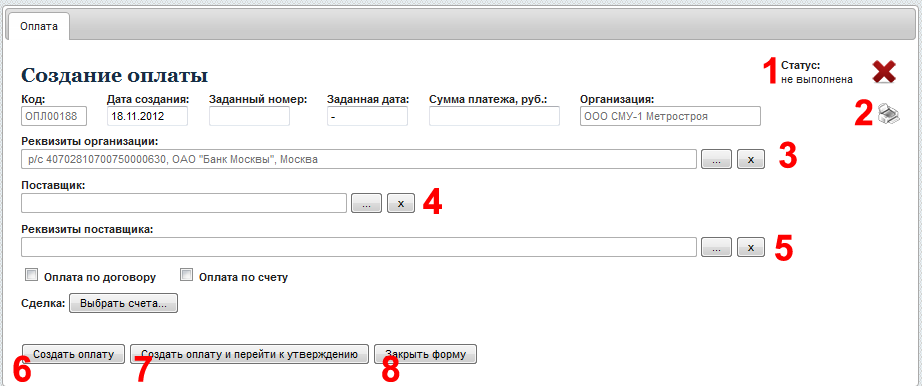 Оплата
Создание оплаты
1 Статус:
не выполнена
Код: Дата создания: Заданный номер: Заданная дата: Сумма платежа, руб.: Организация:
ОПЛ00188 18.11.2012 - ООО СМУ-1 Метростроя
2
Реквизиты организации:
р/с 40702810700750000630, ОАО "Банк Москвы", Москва ... x 3
Поставщик:
... x 4
Реквизиты поставщика:
... x 5
Оплата по договору Оплата по счету
Сделка: Выбрать счета...
Создать оплату Создать оплату и перейти к утверждению Закрыть форму
6 7 8